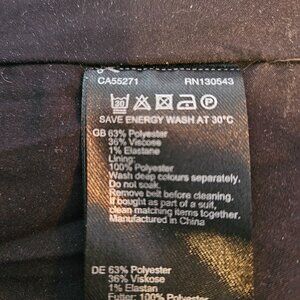 CA55271 RN130543
30 P
SAVE ENERGY WASH AT 30°C
GB 63% Polyester
36% Viscose
1% Elastane
Lining:
100% Polyester
Wash deep colours separately.
Do not soak.
Remove belt before cleaning.
If bought as part of a suit,
clean matching items together.
Manufactured in China
DE 63% Polyester
36% Viskose
1% Elastan
Futter: 100%